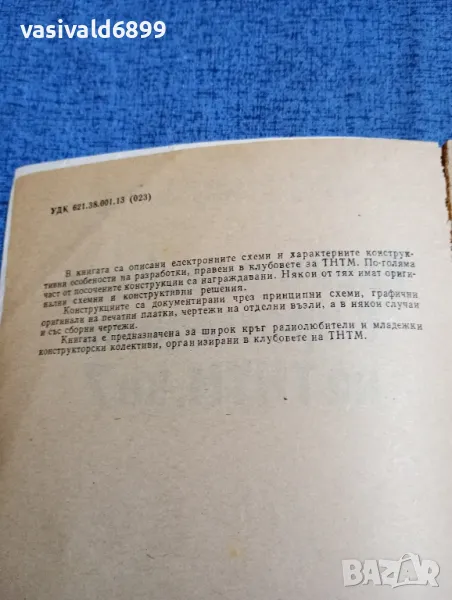 vasivald6899
УДК 621.38.001.13 (023)
В книгата са описани електронните схеми и характерните конструк-
тивни особености на разработки, правени в клубовете за ТНТМ. По-голяма
част от посочените конструкции са награждавани. Някои от тях имат ориги-
нални схемни и конструктивни решения.
Конструкциите са документирани чрез принципни схеми, графични
оригинали на печатни платки, чертежи на отделни възли, а в някои случаи
и със сборни чертежи.
Книгата е предназначена за широк кръг радиолюбители и младежки
конструкторски колективи, организирани в клубовете на ТНТМ.
BAZAR